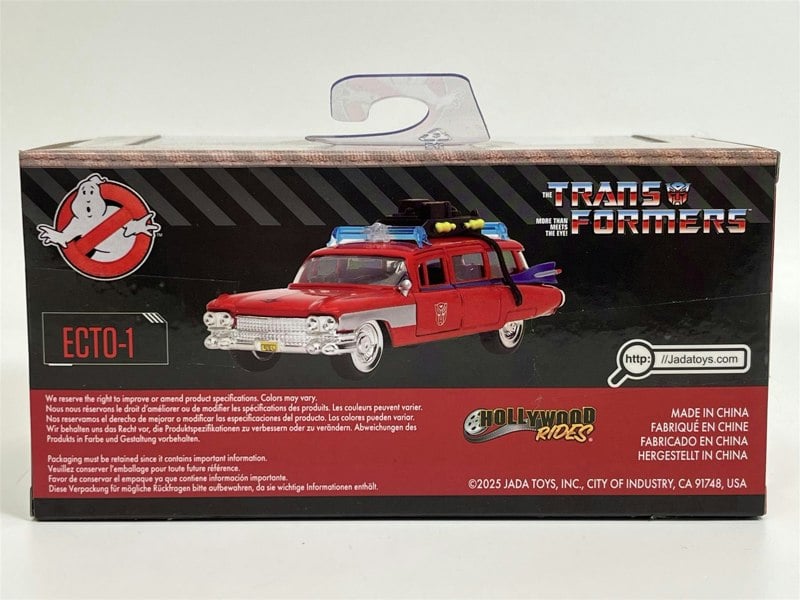 THE TRANSFORMERS
MORE THAN
MEETS
THE EYE!
TM
ECTO-1
http: //Jadatoys.com
We reserve the right to improve or amend product specifications. Colors may vary.
Nous nous réservons le droit d'améliorer ou de modifier les spécifications des produits. Les couleurs peuvent varier.
Nos reservamos el derecho de mejorar o modificar las especificaciones del producto. Los colores pueden variar.
Wir behalten uns das Recht vor, die Produktspezifikationen zu verbessern oder zu verändern. Abweichungen des
Produkts in Farbe und Gestaltung vorbehalten.
Packaging must be retained since it contains important information.
Veuillez conserver l'emballage pour toute future référence.
Favor de conservar el empaque ya que contiene información importante.
Diese Verpackung für mögliche Rückfragen bitte aufbewahren, da sie wichtige Informationen enthält.
HOLLYWOOD
RIDES®
MADE IN CHINA
FABRIQUÉ EN CHINE
FABRICADO EN CHINA
HERGESTELLT IN CHINA
©2025 JADA TOYS, INC., CITY OF INDUSTRY, CA 91748, USA